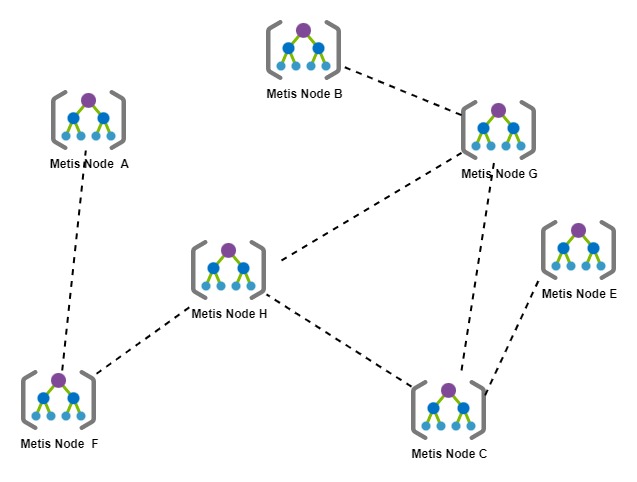 Metis Node B
Metis Node  A
Metis Node G
Metis Node E
Metis Node H
Metis Node  F
Metis Node C